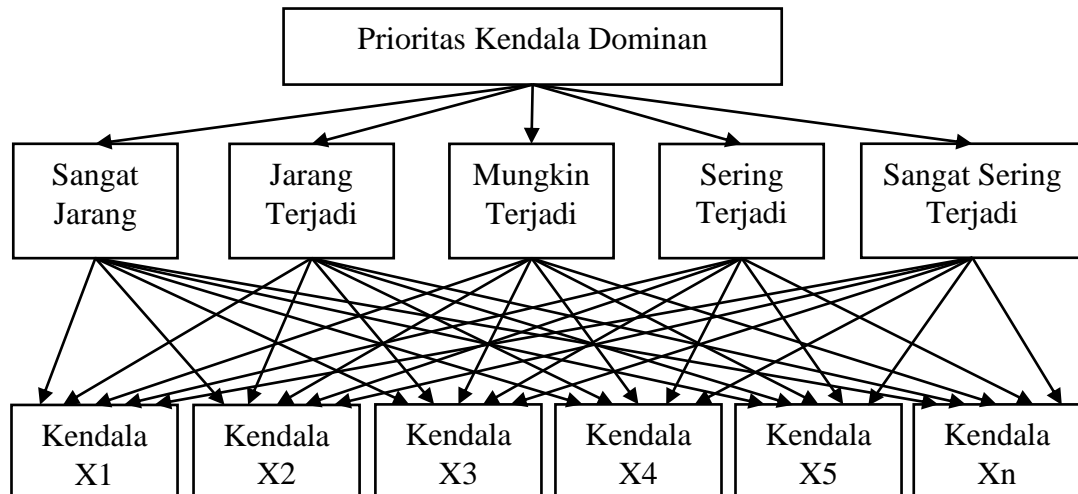 Prioritas Kendala Dominan
Sangat
Jarang
Jarang
Terjadi
Mungkin
Terjadi
Sering
Terjadi
Sangat Sering
Terjadi
Kendala
X1
Kendala
X2
Kendala
X3
Kendala
X4
Kendala
X5
Kendala
Xn